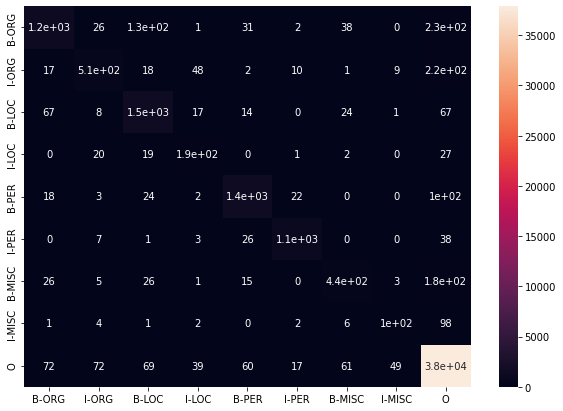 B-ORG 1.2e+03 26 1.3e+02 1 31 2 38 0 2.3e+02
I-ORG 17 5.1e+02 18 48 2 10 1 9 2.2e+02
B-LOC 67 8 1.5e+03 17 14 0 24 1 67
I-LOC 0 20 19 1.9e+02 0 1 2 0 27
B-PER 18 3 24 2 1.4e+03 22 0 0 1e+02
I-PER 0 7 1 3 26 1.1e+03 0 0 38
B-MISC 26 5 26 1 15 0 4.4e+02 3 1.8e+02
I-MISC 1 4 1 2 0 2 6 1e+02 98
O 72 72 69 39 60 17 61 49 3.8e+04
B-ORG I-ORG B-LOC I-LOC B-PER I-PER B-MISC I-MISC O
35000
30000
25000
20000
15000
10000
5000
0